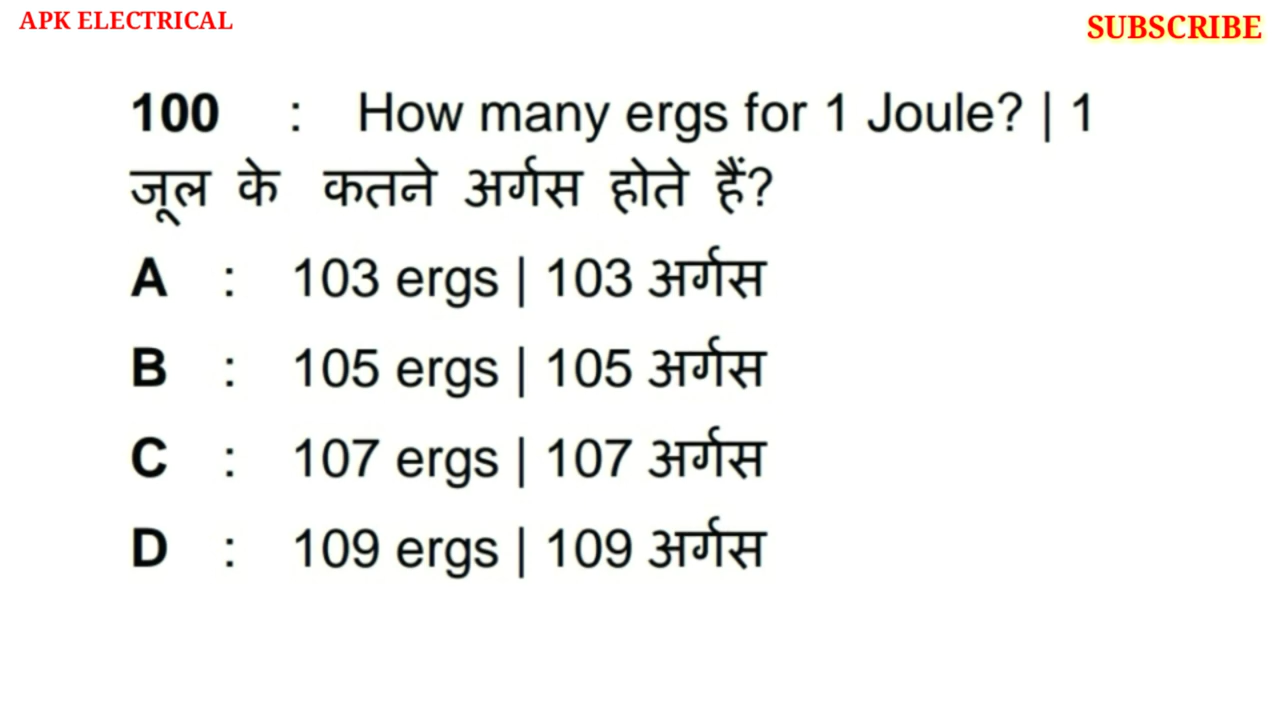 APK ELECTRICAL
SUBSCRIBE
100 : How many ergs for 1 Joule? | 1
जूल के कतने अर्गस होते हैं?
A : 103 ergs | 103 अर्गस
B : 105 ergs | 105 अर्गस
C : 107 ergs | 107 अर्गस
D : 109 ergs | 109 अर्गस